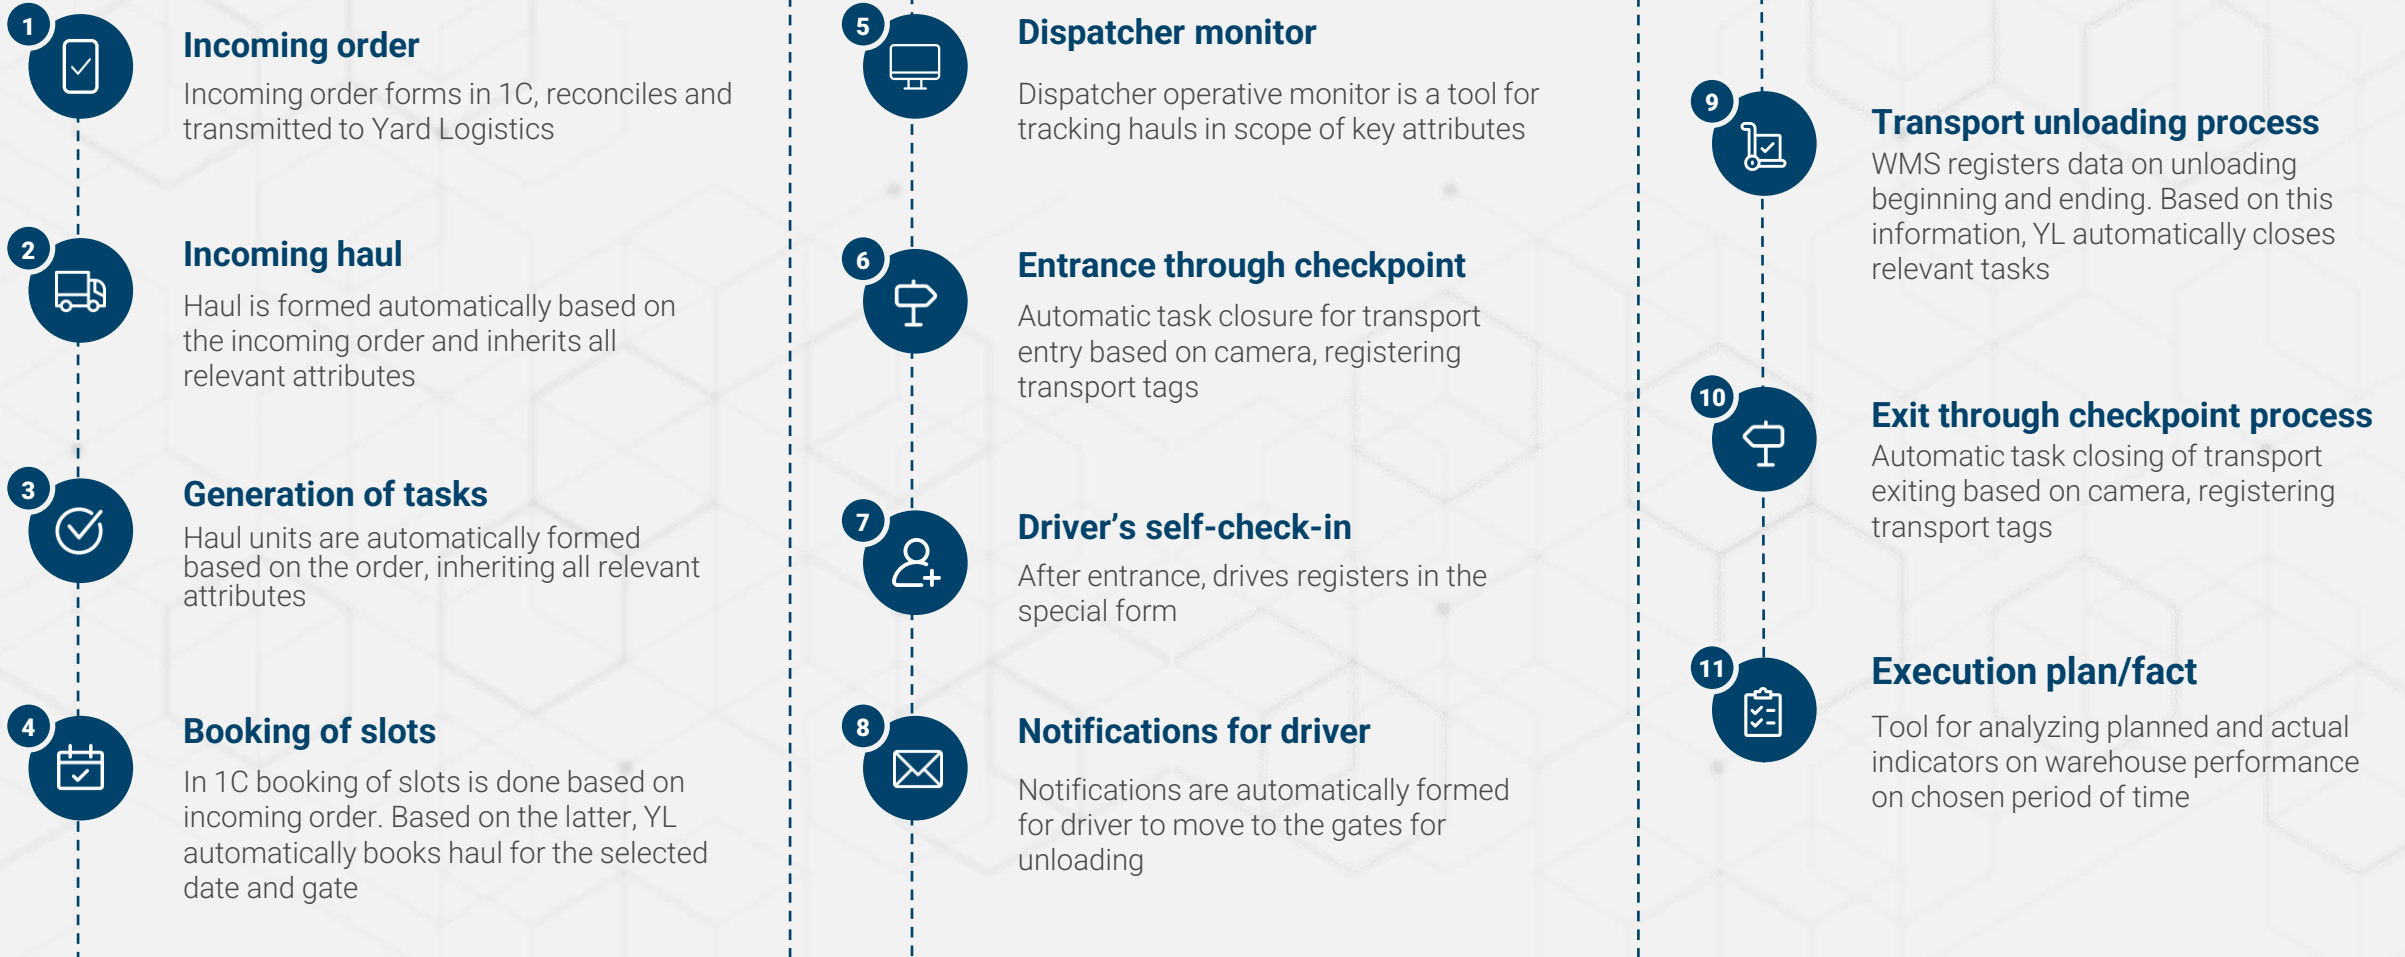 1
Incoming order
Incoming order forms in 1C, reconciles and
transmitted to Yard Logistics
2
Incoming haul
Haul is formed automatically based on
the incoming order and inherits all
relevant attributes
3
Generation of tasks
Haul units are automatically formed
based on the order, inheriting all relevant
attributes
4
Booking of slots
In 1C booking of slots is done based on
incoming order. Based on the latter, YL
automatically books haul for the selected
date and gate
5
Dispatcher monitor
Dispatcher operative monitor is a tool for
tracking hauls in scope of key attributes
6
Entrance through checkpoint
Automatic task closure for transport
entry based on camera, registering
transport tags
7
Driver’s self-check-in
After entrance, drives registers in the
special form
8
Notifications for driver
Notifications are automatically formed
for driver to move to the gates for
unloading
9
Transport unloading process
WMS registers data on unloading
beginning and ending. Based on this
information, YL automatically closes
relevant tasks
10
Exit through checkpoint process
Automatic task closing of transport
exiting based on camera, registering
transport tags
11
Execution plan/fact
Tool for analyzing planned and actual
indicators on warehouse performance
on chosen period of time